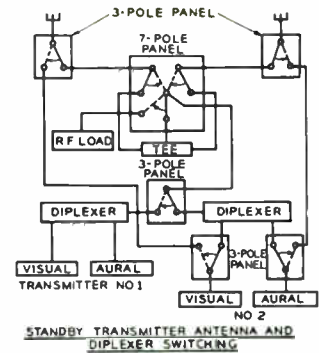 3-POLE PANEL
7-POLE
PANEL
RF LOAD
TEE
3-POLE
PANEL
DIPLEXER
DIPLEXER
3-POLE
PANEL
VISUAL
AURAL
TRANSMITTER NO 1
VISUAL
AURAL
NO 2
STANDBY TRANSMITTER ANTENNA AND
DIPLEXER SWITCHING